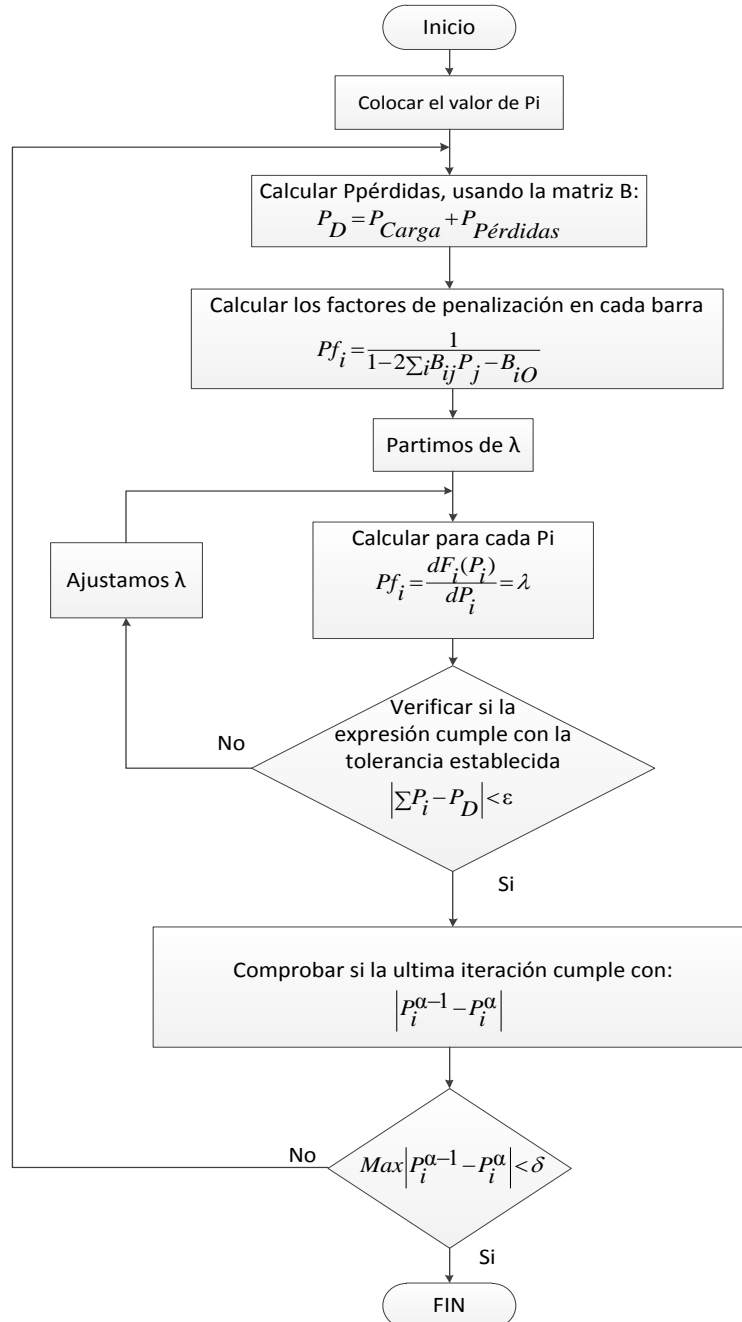 Inicio
Colocar el valor de Pi
Calcular Ppérdidas, usando la matriz B:
P_D = P_Carga + P_Pérdidas
Calcular los factores de penalización en cada barra
Pf_i = 1 / (1 − 2∑i B_ij P_j − B_iO)
Partimos de λ
Ajustamos λ
Calcular para cada Pi
Pf_i = dF_i(P_i) / dP_i = λ
No
Verificar si la
expresión cumple con la
tolerancia establecida
|∑P_i − P_D| < ε
Si
Comprobar si la ultima iteración cumple con:
|P_i^{α−1} − P_i^α|
No
Max|P_i^{α−1} − P_i^α| < δ
Si
FIN